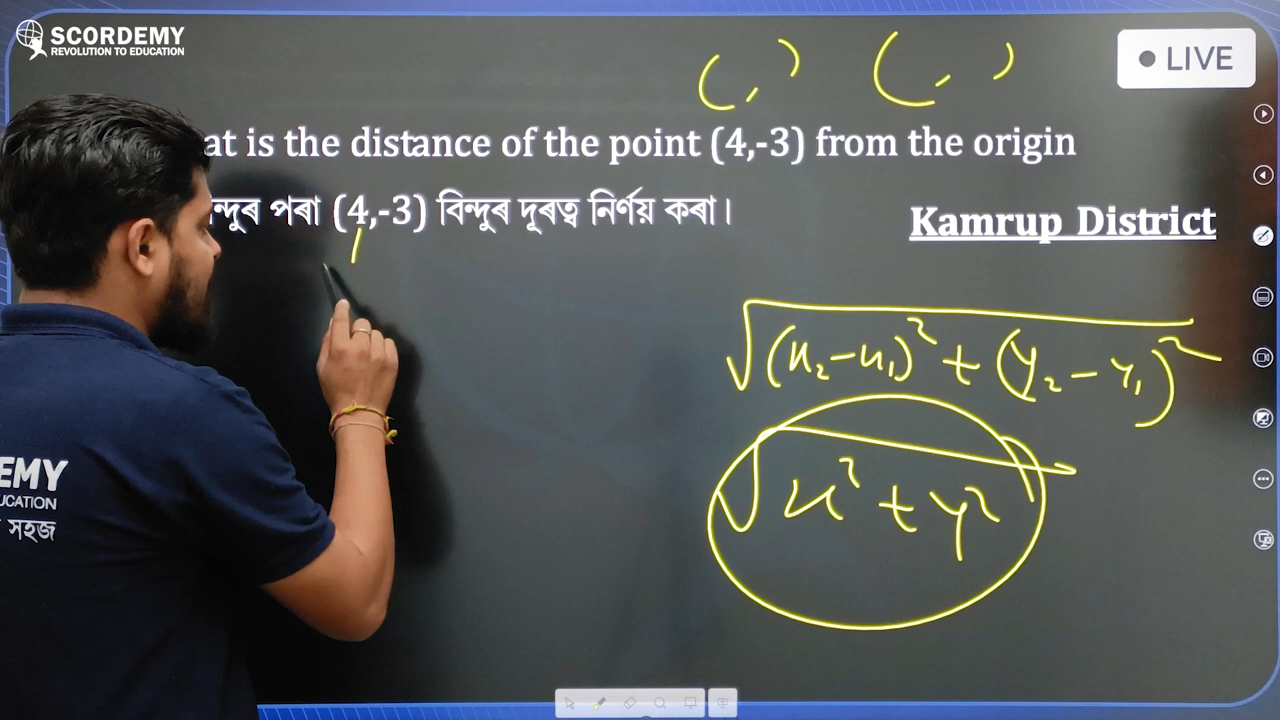 SCORDEMY
REVOLUTION TO EDUCATION
LIVE
( , ) ( , )
is the distance of the point (4,-3) from the origin
পৰা (4,-3) বিন্দুৰ দূৰত্ব নিৰ্ণয় কৰা।
Kamrup District
√(x₂-x₁)² + (y₂-y₁)²
√x² + y²
EMY
UCATION
সহজ